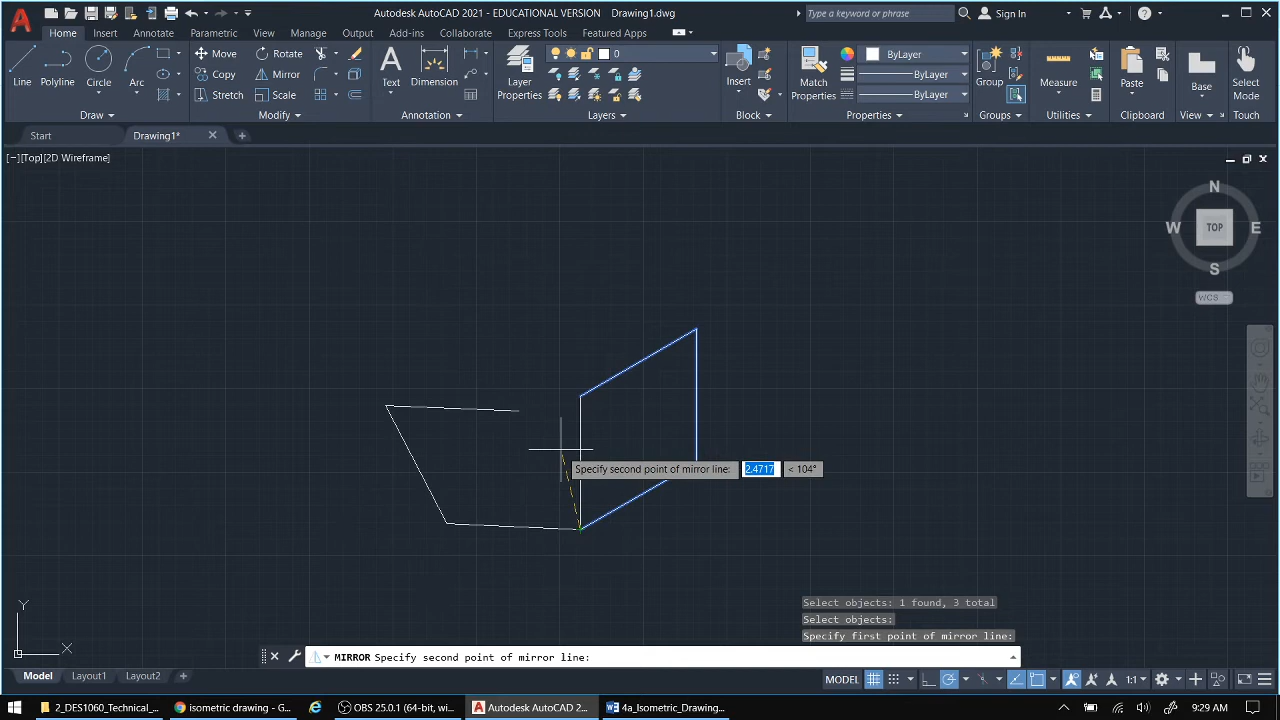 Autodesk AutoCAD 2021 - EDUCATIONAL VERSION Drawing1.dwg
Type a keyword or phrase
Sign In
Home Insert Annotate Parametric View Manage Output Add-ins Collaborate Express Tools Featured Apps
Line Polyline Circle Arc
Move Rotate
Copy Mirror
Stretch Scale
Text Dimension
Layer Properties
0
Insert
Match Properties
ByLayer
ByLayer
ByLayer
Group
Measure
Paste
Base
Select Mode
Draw Modify Annotation Layers Block Properties Groups Utilities Clipboard View Touch
Start Drawing1*
[−][Top][2D Wireframe]
N
W TOP E
S
WCS
Specify second point of mirror line: 2.4717 < 104°
Y
X
Select objects: 1 found, 3 total
Select objects:
Specify first point of mirror line:
MIRROR Specify second point of mirror line:
Model Layout1 Layout2
MODEL 1:1
2_DES1060_Technical_... isometric drawing - G... OBS 25.0.1 (64-bit, wi... Autodesk AutoCAD 2... 4a_Isometric_Drawing...
9:29 AM